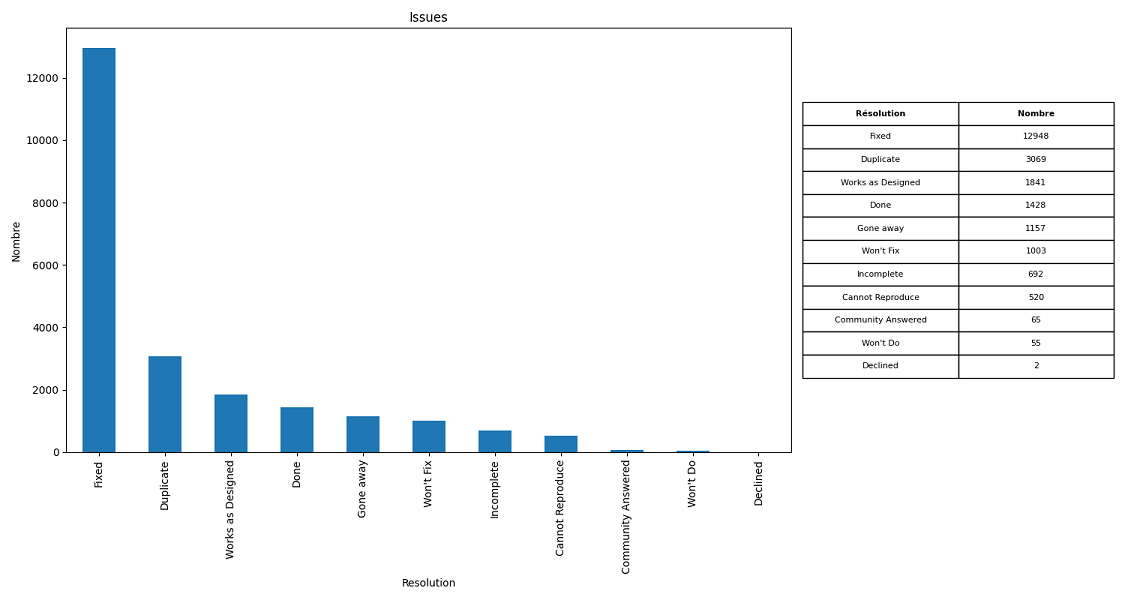 Issues
Nombre
12000
10000
8000
6000
4000
2000
0
Fixed
Duplicate
Works as Designed
Done
Gone away
Won't Fix
Incomplete
Cannot Reproduce
Community Answered
Won't Do
Declined
Resolution
Résolution Nombre
Fixed 12948
Duplicate 3069
Works as Designed 1841
Done 1428
Gone away 1157
Won't Fix 1003
Incomplete 692
Cannot Reproduce 520
Community Answered 65
Won't Do 55
Declined 2